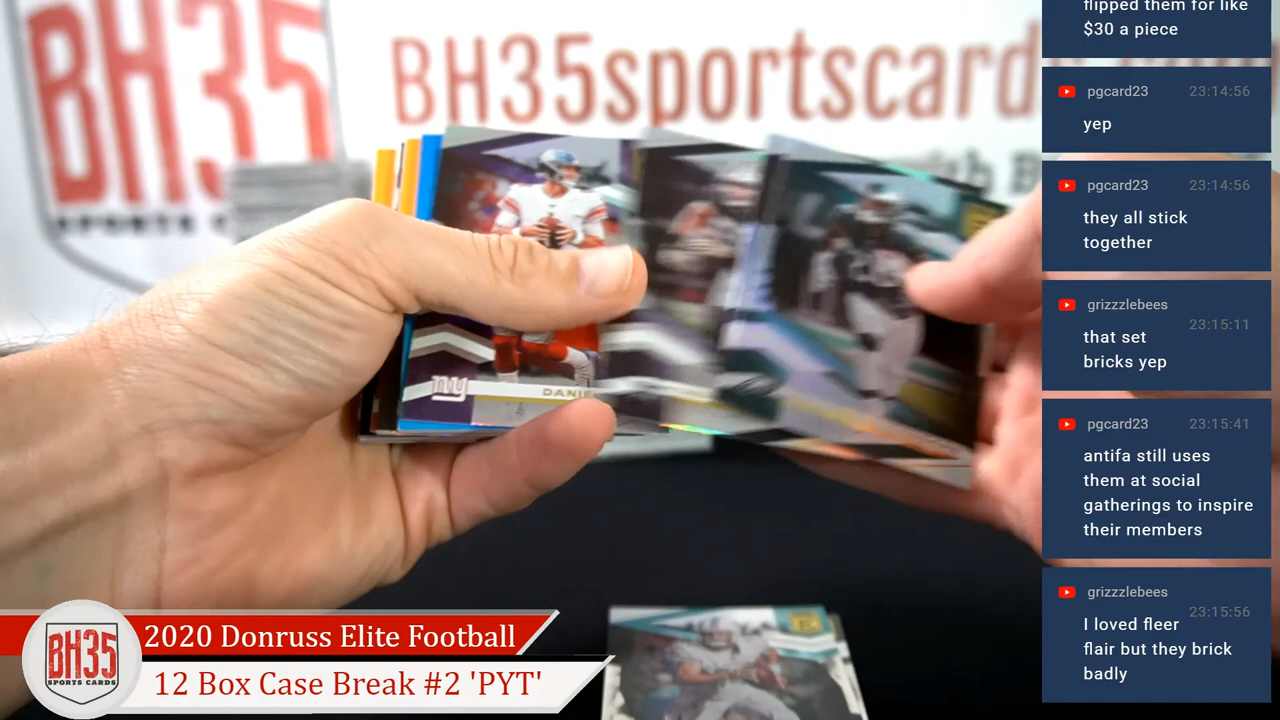 BH35
SPORTS CARDS
BH35sportscard
ny
DANIE
flipped them for like
$30 a piece
pgcard23 23:14:56
yep
pgcard23 23:14:56
they all stick
together
grizzzlebees
23:15:11
that set
bricks yep
pgcard23 23:15:41
antifa still uses
them at social
gatherings to inspire
their members
grizzzlebees
23:15:56
I loved fleer
flair but they brick
badly
BH35
SPORTS CARDS
2020 Donruss Elite Football
12 Box Case Break #2 'PYT'